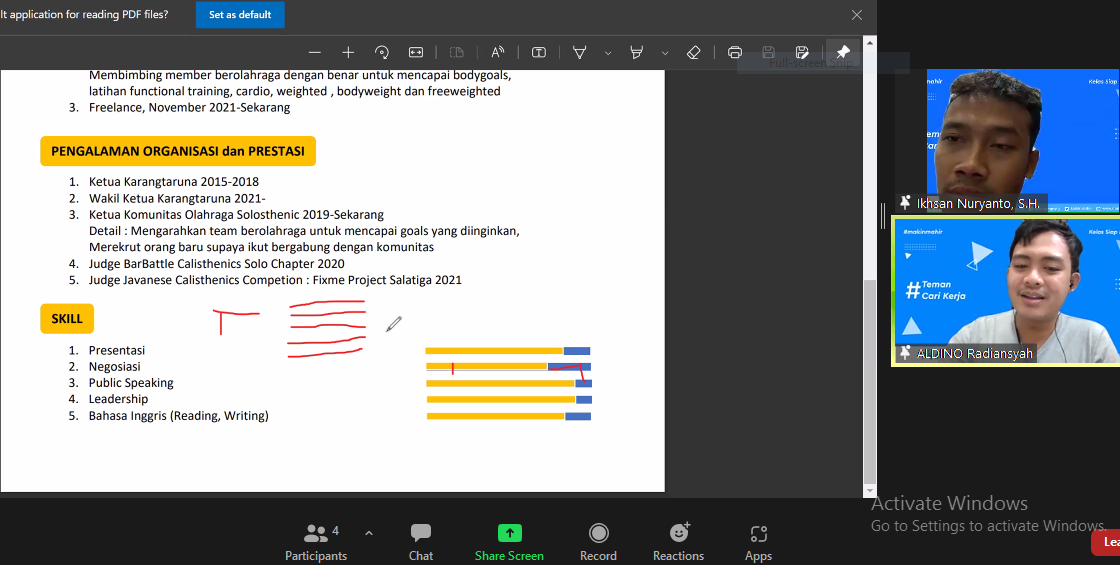 lt application for reading PDF files?
Set as default
Full-screen Snip
Membimbing member berolahraga dengan benar untuk mencapai bodygoals,
latihan functional training, cardio, weighted , bodyweight dan freeweighted
3. Freelance, November 2021-Sekarang
PENGALAMAN ORGANISASI dan PRESTASI
1. Ketua Karangtaruna 2015-2018
2. Wakil Ketua Karangtaruna 2021-
3. Ketua Komunitas Olahraga Solosthenic 2019-Sekarang
Detail : Mengarahkan team berolahraga untuk mencapai goals yang diinginkan,
Merekrut orang baru supaya ikut bergabung dengan komunitas
4. Judge BarBattle Calisthenics Solo Chapter 2020
5. Judge Javanese Calisthenics Competion : Fixme Project Salatiga 2021
SKILL
1. Presentasi
2. Negosiasi
3. Public Speaking
4. Leadership
5. Bahasa Inggris (Reading, Writing)
mahir
Kelas Siap
Ikhsan Nuryanto, S.H.
#makinmahir
Kelas Siap
#Teman
Cari Kerja
ALDINO Radiansyah
Activate Windows
Go to Settings to activate Windows.
4
Participants
Chat
Share Screen
Record
Reactions
Apps
Lea